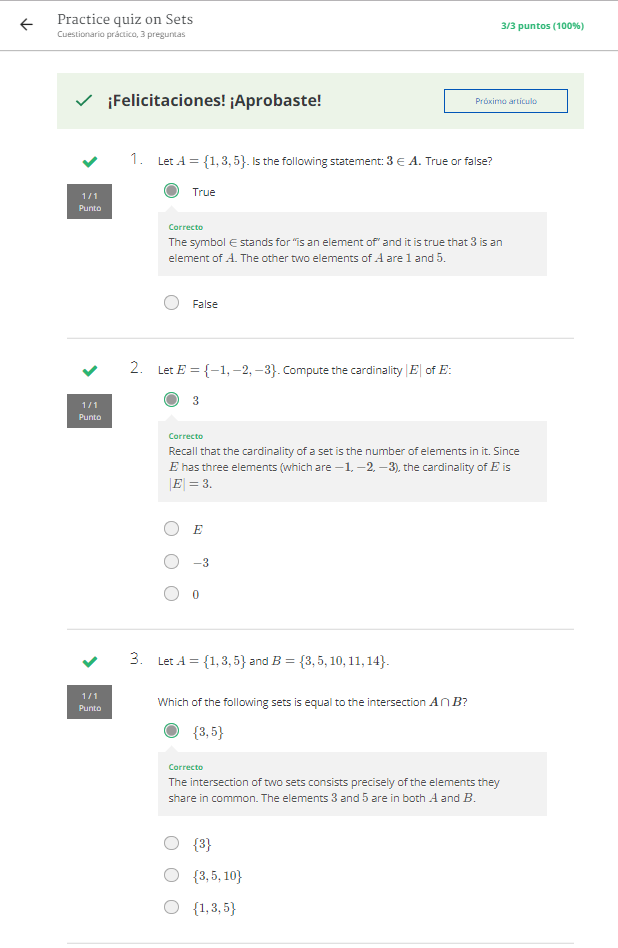 Practice quiz on Sets
Cuestionario práctico, 3 preguntas
3/3 puntos (100%)
¡Felicitaciones! ¡Aprobaste!
Próximo artículo
1. Let A = {1, 3, 5}. Is the following statement: 3 ∈ A. True or false?
1 / 1
Punto
True
Correcto
The symbol ∈ stands for "is an element of" and it is true that 3 is an
element of A. The other two elements of A are 1 and 5.
False
2. Let E = {−1, −2, −3}. Compute the cardinality |E| of E:
1 / 1
Punto
3
Correcto
Recall that the cardinality of a set is the number of elements in it. Since
E has three elements (which are −1, −2, −3), the cardinality of E is
|E| = 3.
E
−3
0
3. Let A = {1, 3, 5} and B = {3, 5, 10, 11, 14}.
1 / 1
Punto
Which of the following sets is equal to the intersection A ∩ B?
{3, 5}
Correcto
The intersection of two sets consists precisely of the elements they
share in common. The elements 3 and 5 are in both A and B.
{3}
{3, 5, 10}
{1, 3, 5}